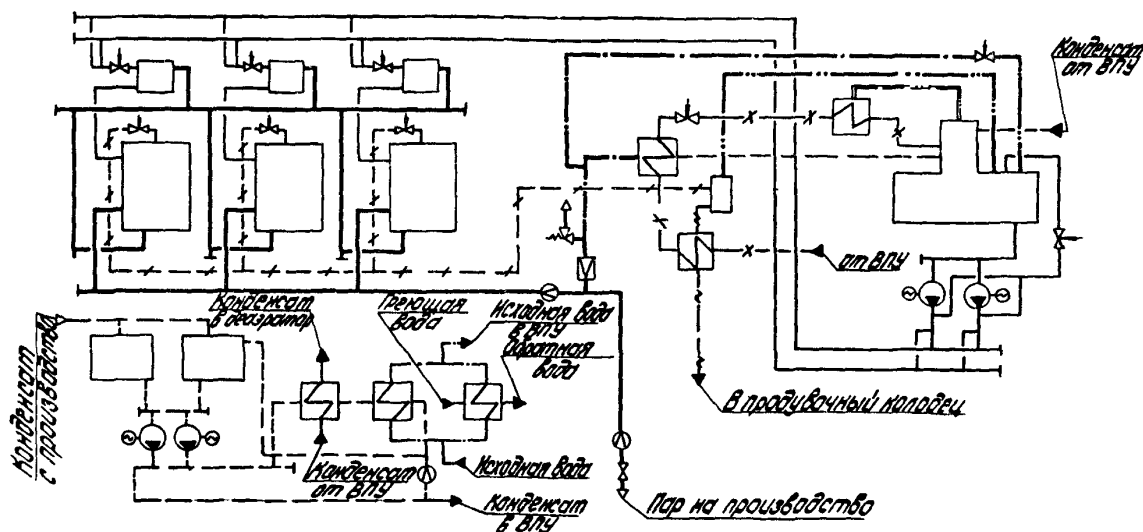 Конденсат
от ВПУ
от ВПУ
Конденсат
в деаэратор
Греющая
вода
Исходная вода
в ВПУ
Обратная
вода
Конденсат
с производства
В продувочный колодец
Конденсат
от ВПУ
Исходная вода
Конденсат
в ВПУ
Пар на производство